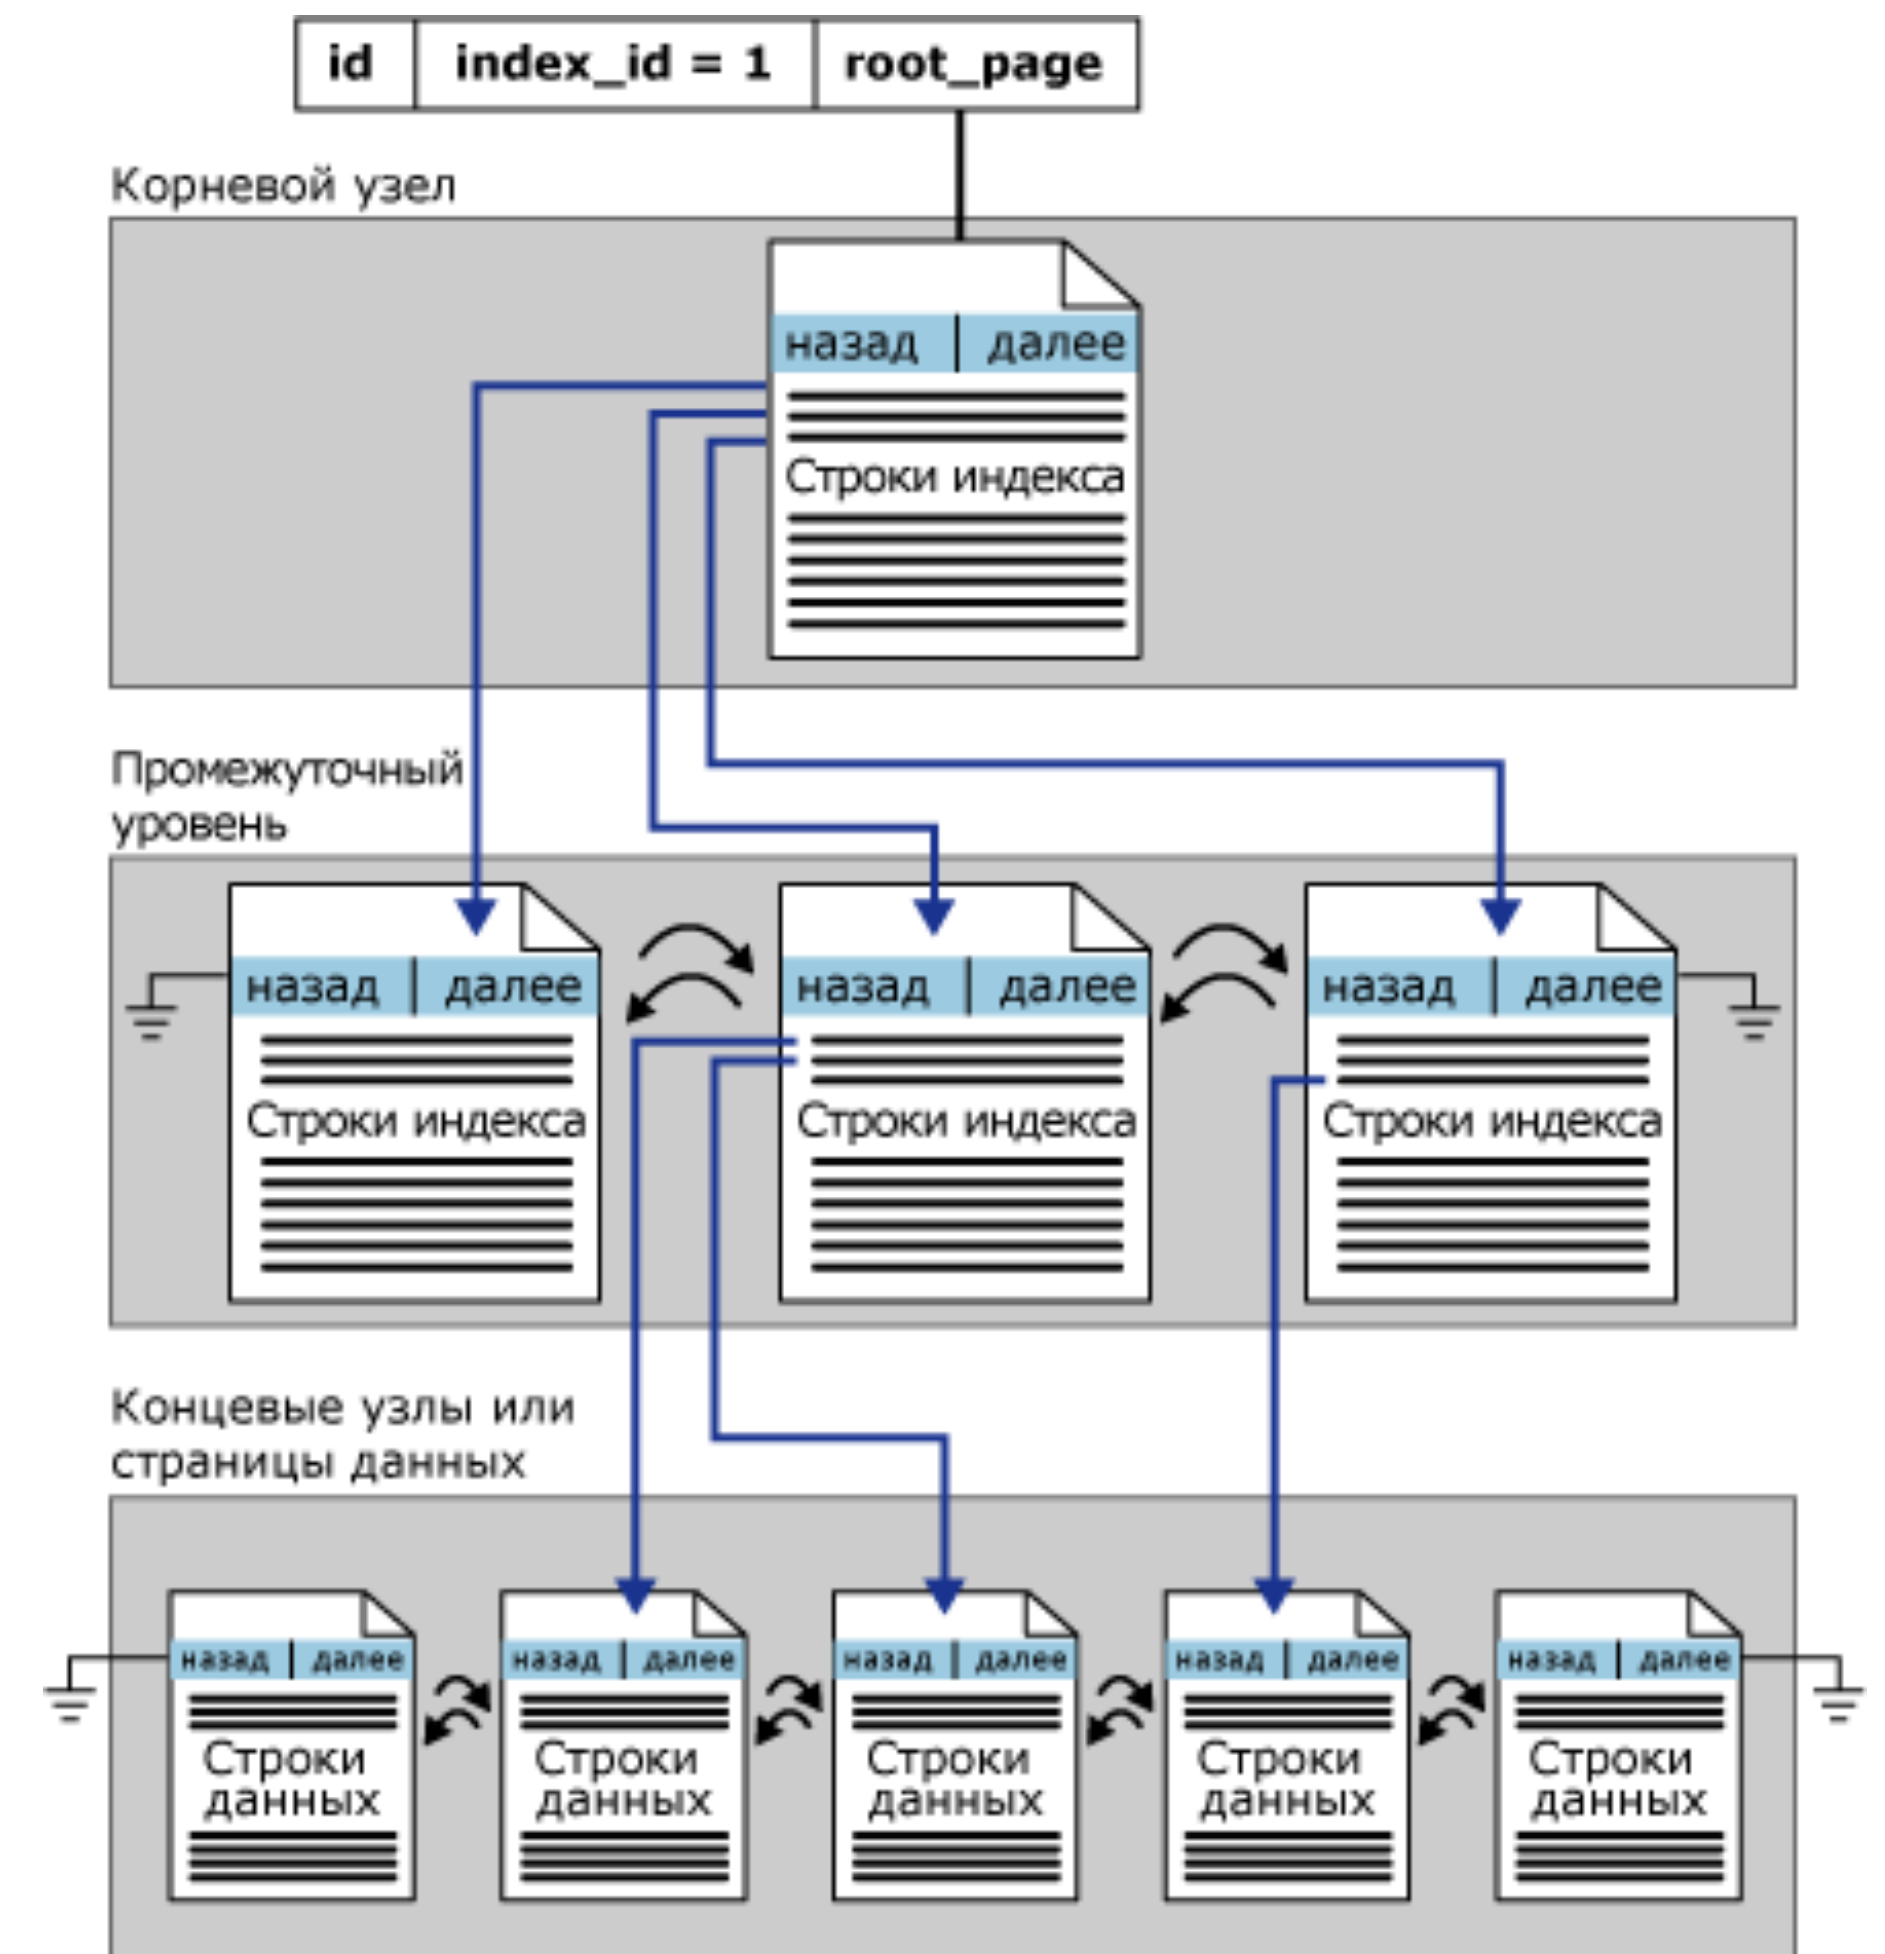 id index_id = 1 root_page
Корневой узел
назад далее
Строки индекса
Промежуточный
уровень
назад далее назад далее назад далее
Строки индекса Строки индекса Строки индекса
Концевые узлы или
страницы данных
назад далее назад далее назад далее назад далее назад далее
Строки Строки Строки Строки Строки
данных данных данных данных данных